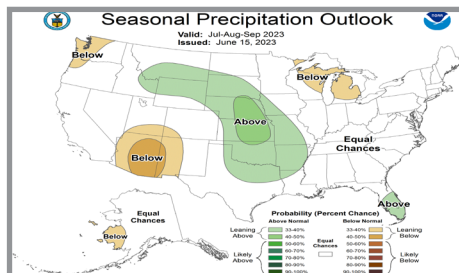 Seasonal Precipitation Outlook
Valid: Jul-Aug-Sep 2023
Issued: June 15, 2023
Below
Below
Above
Equal
Chances
Below
Above
Equal
Chances
Below
Probability (Percent Chance)
Above Normal
Below Normal
Leaning
Above
33-40%
40-50%
50-60%
Likely
Above
60-70%
70-80%
80-90%
90-100%
Equal
Chances
33-40%
40-50%
50-60%
Leaning
Below
60-70%
70-80%
80-90%
90-100%
Likely
Below